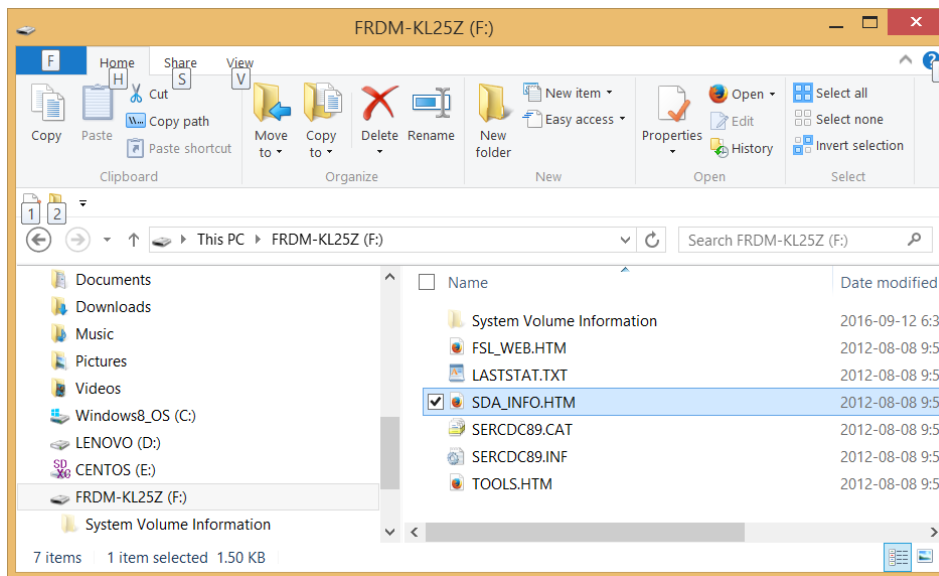 FRDM-KL25Z (F:)
F Home Share View
H S V
Copy
Paste
Cut
Copy path
Paste shortcut
Clipboard
Move to
Copy to
Delete
Rename
Organize
New folder
New item
Easy access
New
Properties
Open
Edit
History
Open
Select all
Select none
Invert selection
Select
1 2
This PC FRDM-KL25Z (F:)
Search FRDM-KL25Z (F:)
Documents
Downloads
Music
Pictures
Videos
Windows8_OS (C:)
LENOVO (D:)
SD XG CENTOS (E:)
FRDM-KL25Z (F:)
System Volume Information
Name Date modified
System Volume Information 2016-09-12 6:3
FSL_WEB.HTM 2012-08-08 9:5
LASTSTAT.TXT 2012-08-08 9:5
SDA_INFO.HTM 2012-08-08 9:5
SERCDC89.CAT 2012-08-08 9:5
SERCDC89.INF 2012-08-08 9:5
TOOLS.HTM 2012-08-08 9:5
7 items 1 item selected 1.50 KB